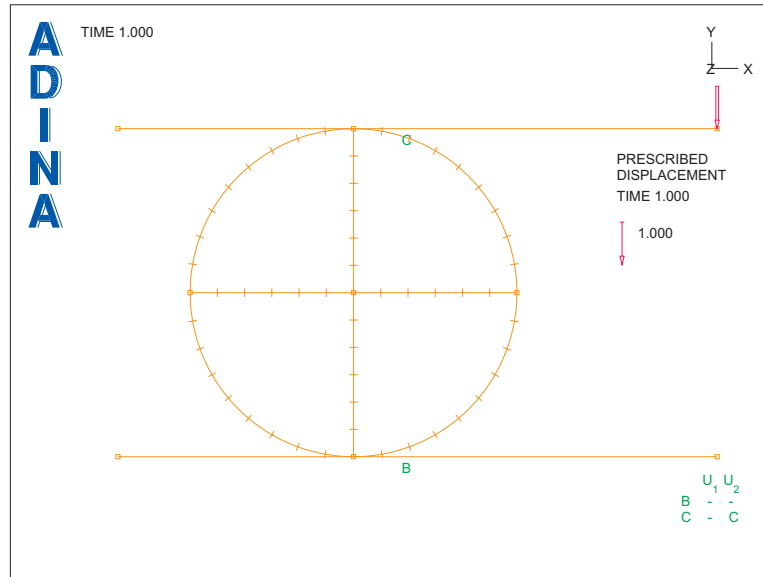 ADINA
TIME 1.000
Y
Z X
C
PRESCRIBED
DISPLACEMENT
TIME 1.000
1.000
B
U1 U2
B - -
C - C